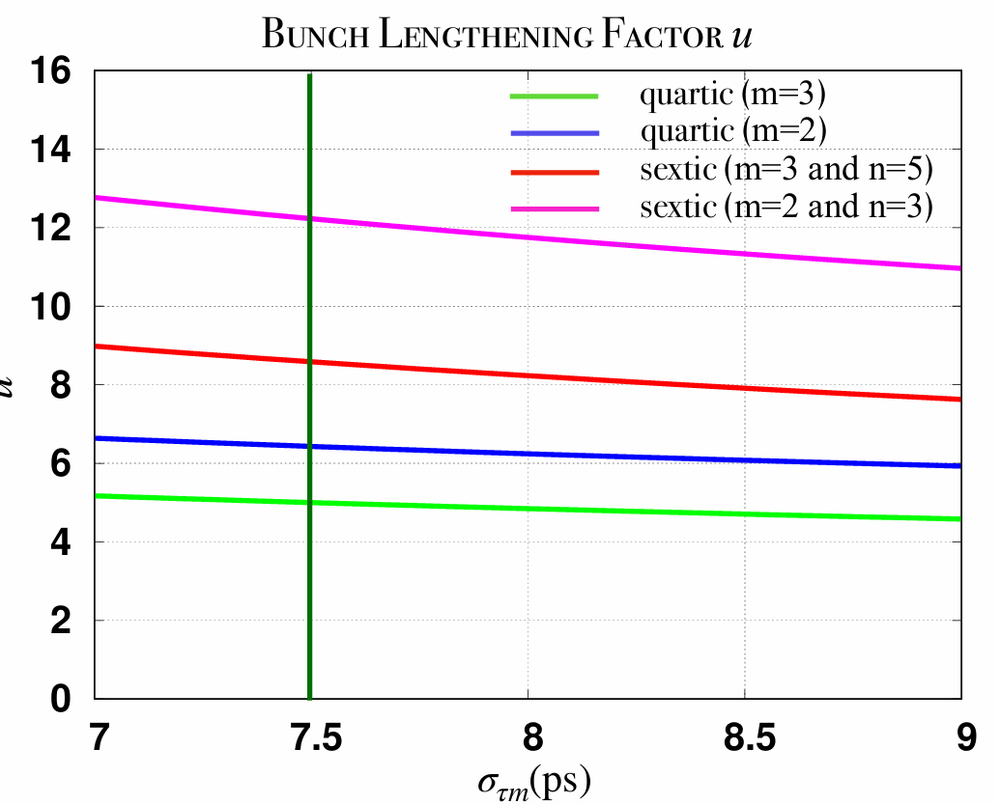 BUNCH LENGTHENING FACTOR u
16
14
12
10
8
6
4
2
0
u
quartic (m=3)
quartic (m=2)
sextic (m=3 and n=5)
sextic (m=2 and n=3)
7
7.5
8
8.5
9
στm(ps)